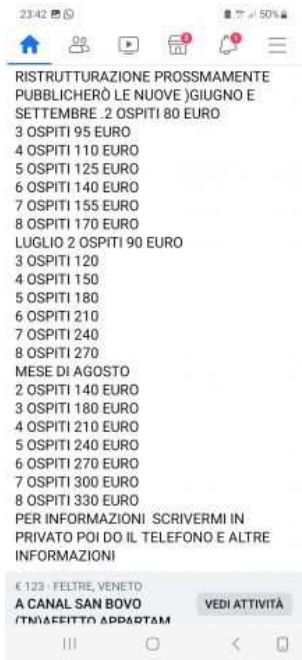 23:42
50%
RISTRUTTURAZIONE PROSSMAMENTE
PUBBLICHERÒ LE NUOVE )GIUGNO E
SETTEMBRE .2 OSPITI 80 EURO
3 OSPITI 95 EURO
4 OSPITI 110 EURO
5 OSPITI 125 EURO
6 OSPITI 140 EURO
7 OSPITI 155 EURO
8 OSPITI 170 EURO
LUGLIO 2 OSPITI 90 EURO
3 OSPITI 120
4 OSPITI 150
5 OSPITI 180
6 OSPITI 210
7 OSPITI 240
8 OSPITI 270
MESE DI AGOSTO
2 OSPITI 140 EURO
3 OSPITI 180 EURO
4 OSPITI 210 EURO
5 OSPITI 240 EURO
6 OSPITI 270 EURO
7 OSPITI 300 EURO
8 OSPITI 330 EURO
PER INFORMAZIONI SCRIVERMI IN
PRIVATO POI DO IL TELEFONO E ALTRE
INFORMAZIONI
€ 123 · FELTRE, VENETO
A CANAL SAN BOVO
VEDI ATTIVITÀ
(TN)AFFITTO APPARTAM